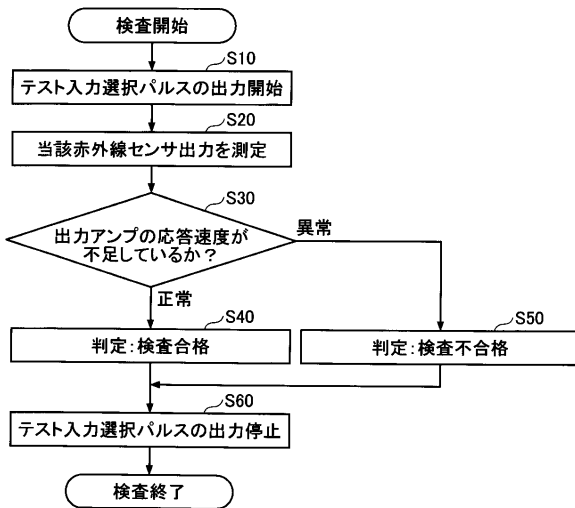 検査開始
S10
テスト入力選択パルスの出力開始
S20
当該赤外線センサ出力を測定
S30
出力アンプの応答速度が
不足しているか？
異常
正常
S40
判定：検査合格
S50
判定：検査不合格
S60
テスト入力選択パルスの出力停止
検査終了